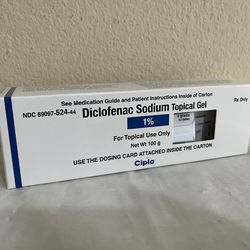 See Medication Guide and Patient Instructions Inside of Carton
NDC 69097-524-44
Rx Only
Diclofenac Sodium Topical Gel
1%
For Topical Use Only
Net Wt 100 g
USE THE DOSING CARD ATTACHED INSIDE THE CARTON
Cipla